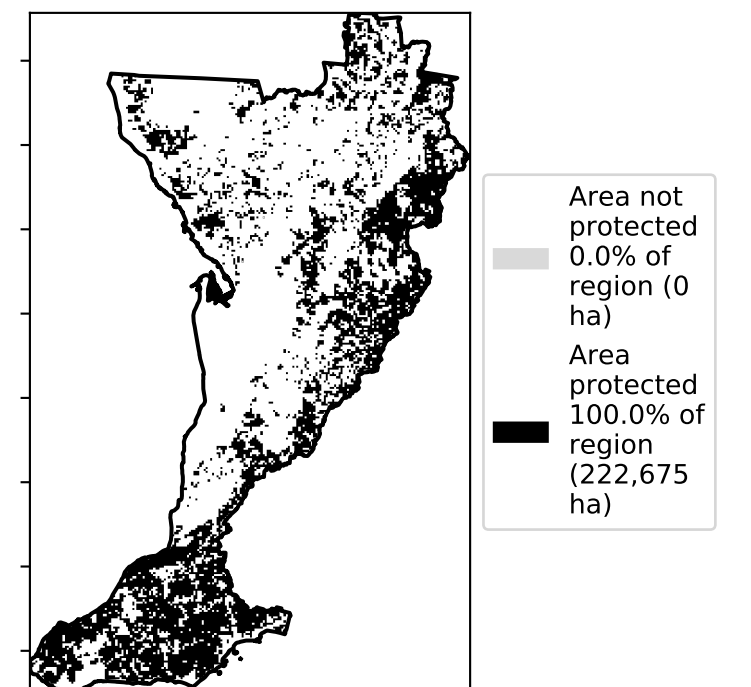 Area not
protected
0.0% of
region (0
ha)
Area
protected
100.0% of
region
(222,675
ha)